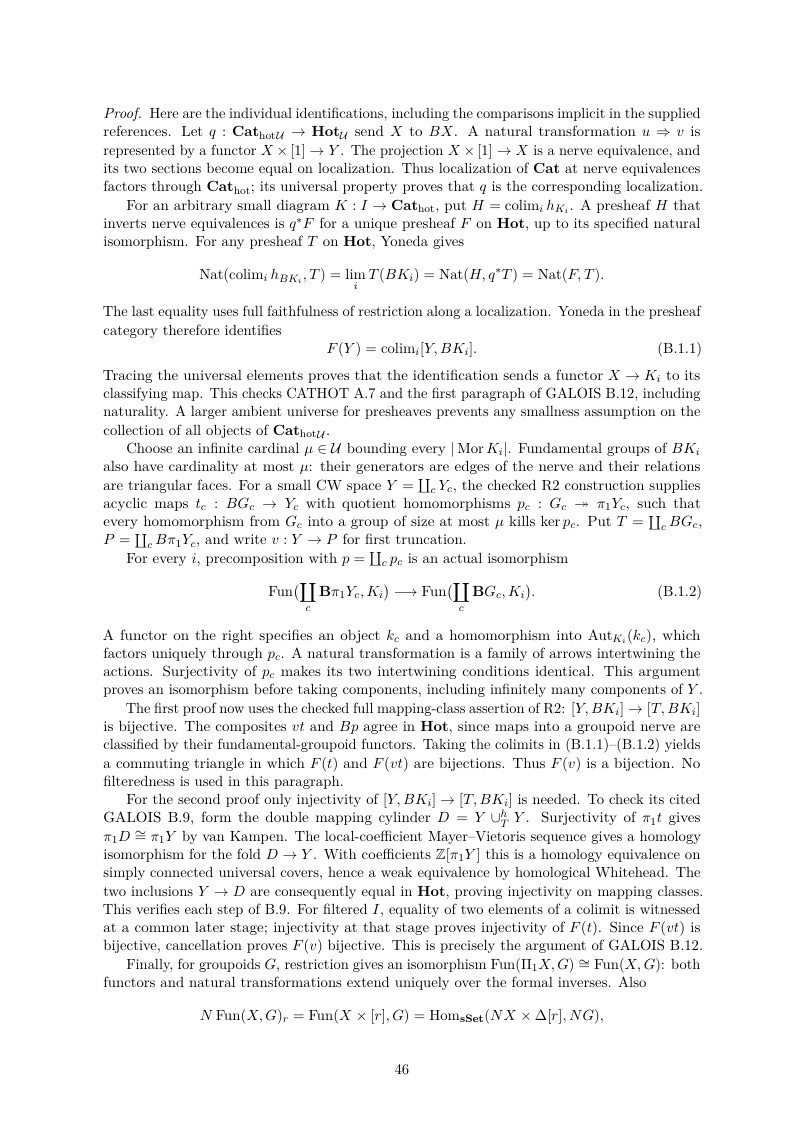 Proof. Here are the individual identifications, including the comparisons implicit in the supplied
references. Let q : Cat_{hot𝒰} → Hot_𝒰 send X to BX. A natural transformation u ⇒ v is
represented by a functor X × [1] → Y. The projection X × [1] → X is a nerve equivalence, and
its two sections become equal on localization. Thus localization of Cat at nerve equivalences
factors through Cat_{hot}; its universal property proves that q is the corresponding localization.
For an arbitrary small diagram K : I → Cat_{hot}, put H = colim_i h_{K_i}. A presheaf H that
inverts nerve equivalences is q*F for a unique presheaf F on Hot, up to its specified natural
isomorphism. For any presheaf T on Hot, Yoneda gives
Nat(colim_i h_{BK_i}, T) = lim_i T(BK_i) = Nat(H, q*T) = Nat(F, T).
The last equality uses full faithfulness of restriction along a localization. Yoneda in the presheaf
category therefore identifies
F(Y) = colim_i[Y, BK_i]. (B.1.1)
Tracing the universal elements proves that the identification sends a functor X → K_i to its
classifying map. This checks CATHOT A.7 and the first paragraph of GALOIS B.12, including
naturality. A larger ambient universe for presheaves prevents any smallness assumption on the
collection of all objects of Cat_{hot𝒰}.
Choose an infinite cardinal μ ∈ 𝒰 bounding every | Mor K_i|. Fundamental groups of BK_i
also have cardinality at most μ: their generators are edges of the nerve and their relations
are triangular faces. For a small CW space Y = ∐_c Y_c, the checked R2 construction supplies
acyclic maps t_c : BG_c → Y_c with quotient homomorphisms p_c : G_c ↠ π_1Y_c, such that
every homomorphism from G_c into a group of size at most μ kills ker p_c. Put T = ∐_c BG_c,
P = ∐_c Bπ_1Y_c, and write v : Y → P for first truncation.
For every i, precomposition with p = ∐_c p_c is an actual isomorphism
Fun(∐_c Bπ_1Y_c, K_i) ⟶ Fun(∐_c BG_c, K_i). (B.1.2)
A functor on the right specifies an object k_c and a homomorphism into Aut_{K_i}(k_c), which
factors uniquely through p_c. A natural transformation is a family of arrows intertwining the
actions. Surjectivity of p_c makes its two intertwining conditions identical. This argument
proves an isomorphism before taking components, including infinitely many components of Y.
The first proof now uses the checked full mapping-class assertion of R2: [Y, BK_i] → [T, BK_i]
is bijective. The composites vt and Bp agree in Hot, since maps into a groupoid nerve are
classified by their fundamental-groupoid functors. Taking the colimits in (B.1.1)–(B.1.2) yields
a commuting triangle in which F(t) and F(vt) are bijections. Thus F(v) is a bijection. No
filteredness is used in this paragraph.
For the second proof only injectivity of [Y, BK_i] → [T, BK_i] is needed. To check its cited
GALOIS B.9, form the double mapping cylinder D = Y ∪_T^h Y. Surjectivity of π_1t gives
π_1D ≅ π_1Y by van Kampen. The local-coefficient Mayer–Vietoris sequence gives a homology
isomorphism for the fold D → Y. With coefficients ℤ[π_1Y] this is a homology equivalence on
simply connected universal covers, hence a weak equivalence by homological Whitehead. The
two inclusions Y → D are consequently equal in Hot, proving injectivity on mapping classes.
This verifies each step of B.9. For filtered I, equality of two elements of a colimit is witnessed
at a common later stage; injectivity at that stage proves injectivity of F(t). Since F(vt) is
bijective, cancellation proves F(v) bijective. This is precisely the argument of GALOIS B.12.
Finally, for groupoids G, restriction gives an isomorphism Fun(Π_1X, G) ≅ Fun(X, G): both
functors and natural transformations extend uniquely over the formal inverses. Also
N Fun(X, G)_r = Fun(X × [r], G) = Hom_{sSet}(NX × Δ[r], NG),
46